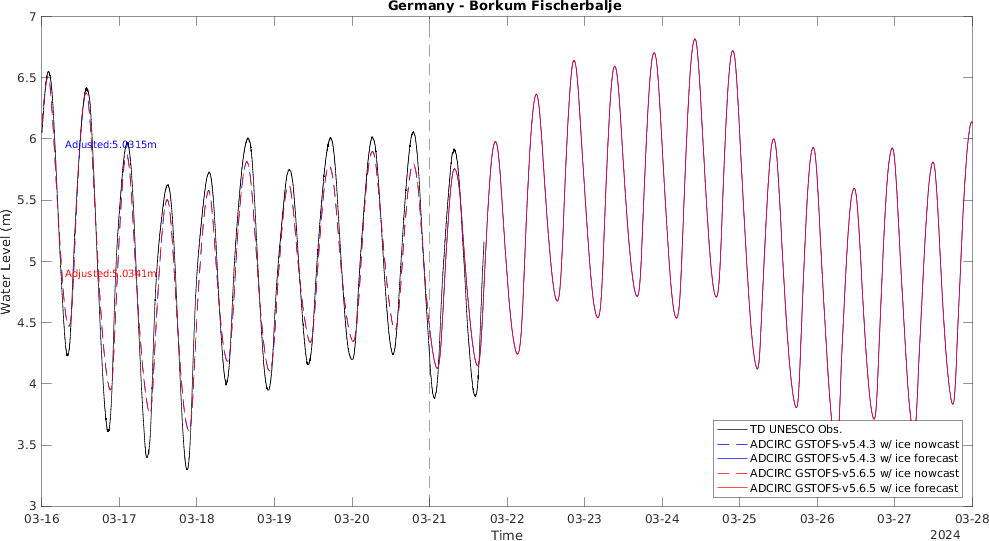 Germany - Borkum Fischerbalje
7
6.5
6
5.5
5
4.5
4
3.5
3
Water Level (m)
Adjusted:5.0315m
Adjusted:5.0341m
TD UNESCO Obs.
ADCIRC GSTOFS-v5.4.3 w/ ice nowcast
ADCIRC GSTOFS-v5.4.3 w/ ice forecast
ADCIRC GSTOFS-v5.6.5 w/ ice nowcast
ADCIRC GSTOFS-v5.6.5 w/ ice forecast
03-16 03-17 03-18 03-19 03-20 03-21 03-22 03-23 03-24 03-25 03-26 03-27 03-28
Time
2024